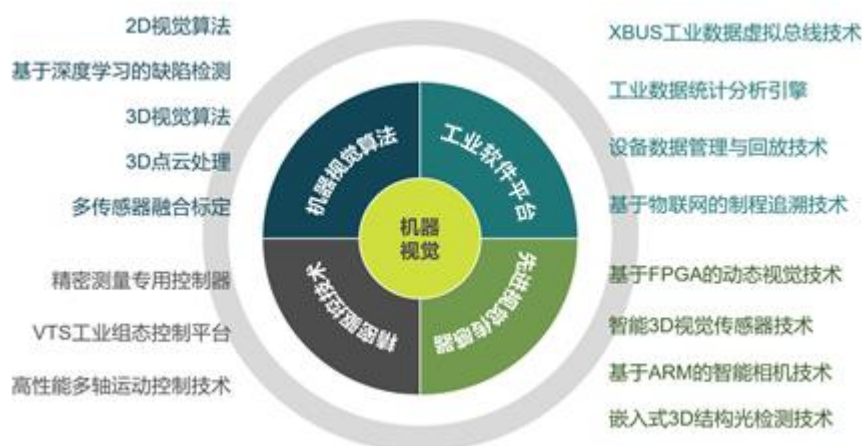 2D视觉算法
基于深度学习的缺陷检测
3D视觉算法
3D点云处理
多传感器融合标定
精密测量专用控制器
VTS工业组态控制平台
高性能多轴运动控制技术
机器视觉算法
工业软件平台
机器
视觉
精密驱控技术
先进视觉传感器
XBUS工业数据虚拟总线技术
工业数据统计分析引擎
设备数据管理与回放技术
基于物联网的制程追溯技术
基于FPGA的动态视觉技术
智能3D视觉传感器技术
基于ARM的智能相机技术
嵌入式3D结构光检测技术